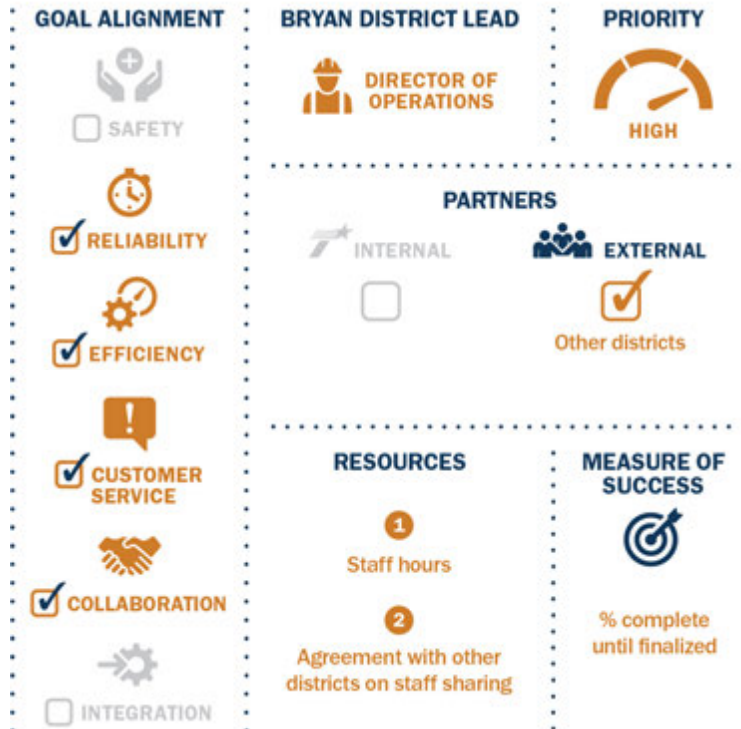 GOAL ALIGNMENT
SAFETY
RELIABILITY
EFFICIENCY
CUSTOMER
SERVICE
COLLABORATION
INTEGRATION
BRYAN DISTRICT LEAD
DIRECTOR OF
OPERATIONS
PRIORITY
HIGH
PARTNERS
INTERNAL
EXTERNAL
Other districts
RESOURCES
1
Staff hours
2
Agreement with other
districts on staff sharing
MEASURE OF
SUCCESS
% complete
until finalized